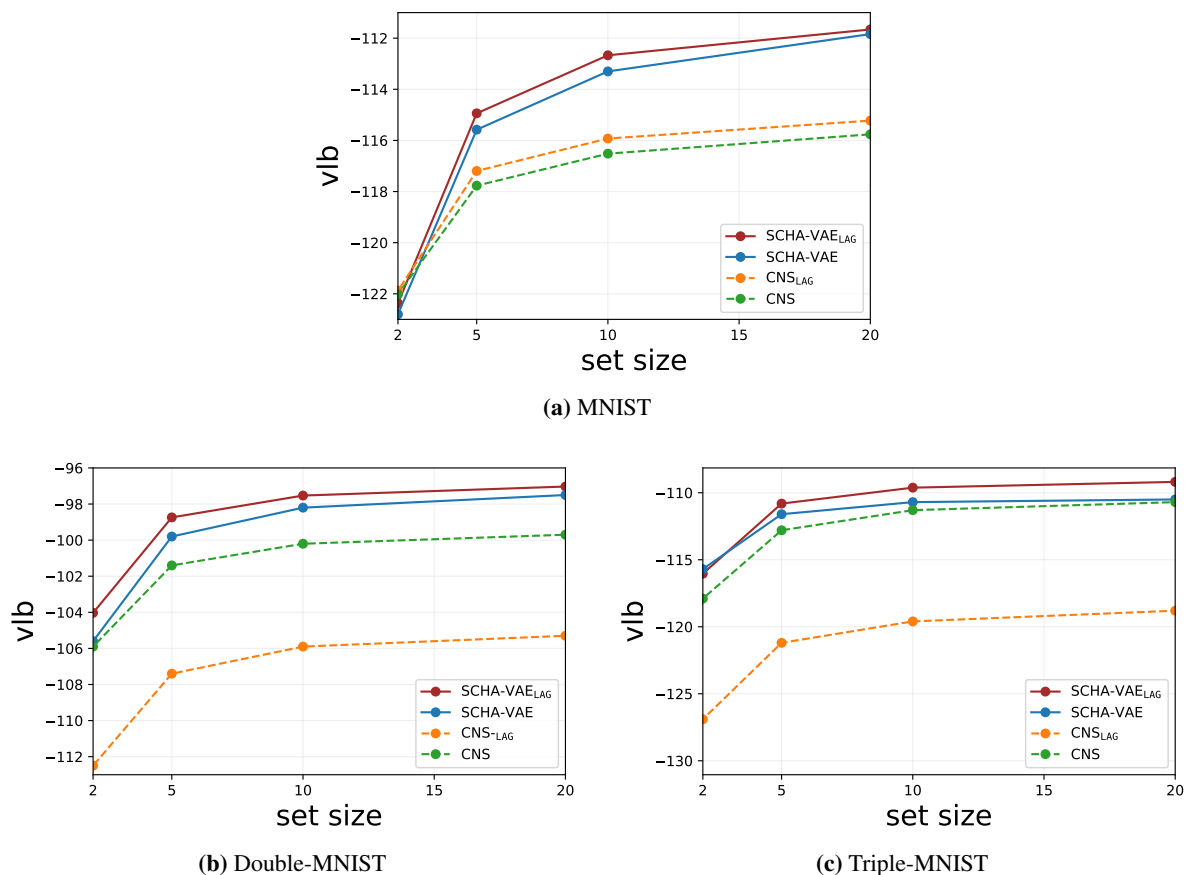 −112
−114
−116
−118
−120
−122
vlb
2
5
10
15
20
set size
SCHA-VAE_LAG
SCHA-VAE
CNS_LAG
CNS
(a) MNIST
−96
−98
−100
−102
−104
−106
−108
−110
−112
vlb
2
5
10
15
20
set size
SCHA-VAE_LAG
SCHA-VAE
CNS-_LAG
CNS
(b) Double-MNIST
−110
−115
−120
−125
−130
vlb
2
5
10
15
20
set size
SCHA-VAE_LAG
SCHA-VAE
CNS_LAG
CNS
(c) Triple-MNIST